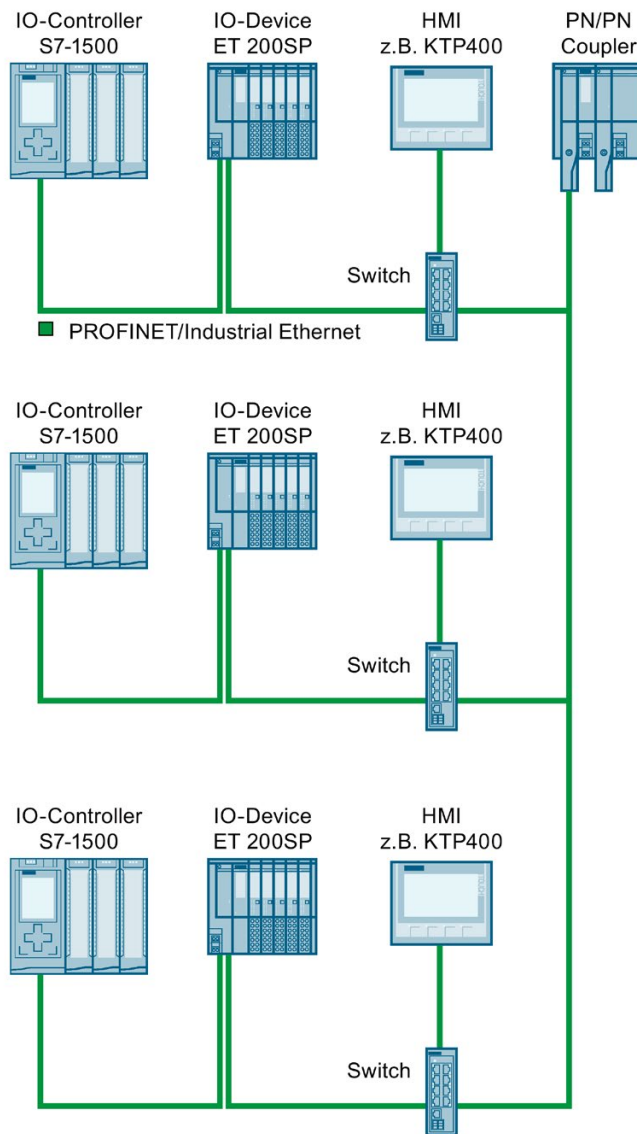 IO-Controller
S7-1500
IO-Device
ET 200SP
HMI
z.B. KTP400
PN/PN
Coupler
Switch
PROFINET/Industrial Ethernet
IO-Controller
S7-1500
IO-Device
ET 200SP
HMI
z.B. KTP400
Switch
IO-Controller
S7-1500
IO-Device
ET 200SP
HMI
z.B. KTP400
Switch